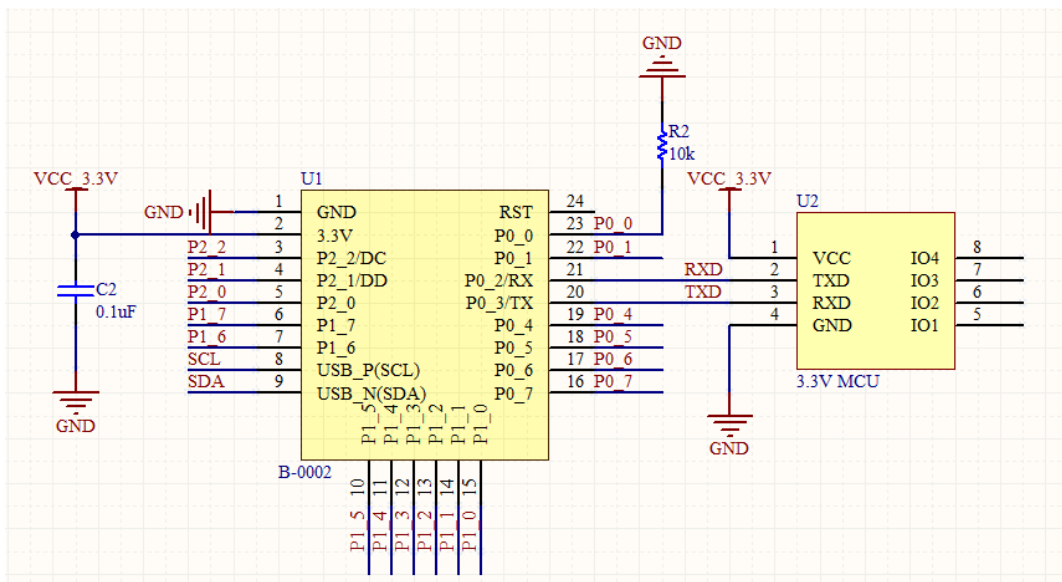 GND
R2
10k
VCC_3.3V
GND
U1
VCC_3.3V
U2
1 GND RST 24
2 3.3V P0_0 23 P0_0
P2_2 3 P2_2/DC P0_1 22 P0_1
P2_1 4 P2_1/DD P0_2/RX 21 RXD
P2_0 5 P2_0 P0_3/TX 20 TXD
P1_7 6 P1_7 P0_4 19 P0_4
P1_6 7 P1_6 P0_5 18 P0_5
SCL 8 USB_P(SCL) P0_6 17 P0_6
SDA 9 USB_N(SDA) P0_7 16 P0_7
1 VCC IO4 8
2 TXD IO3 7
3 RXD IO2 6
4 GND IO1 5
3.3V MCU
C2
0.1uF
GND
GND
P1_5 P1_4 P1_3 P1_2 P1_1 P1_0
B-0002
10 11 12 13 14 15
P1_5 P1_4 P1_3 P1_2 P1_1 P1_0